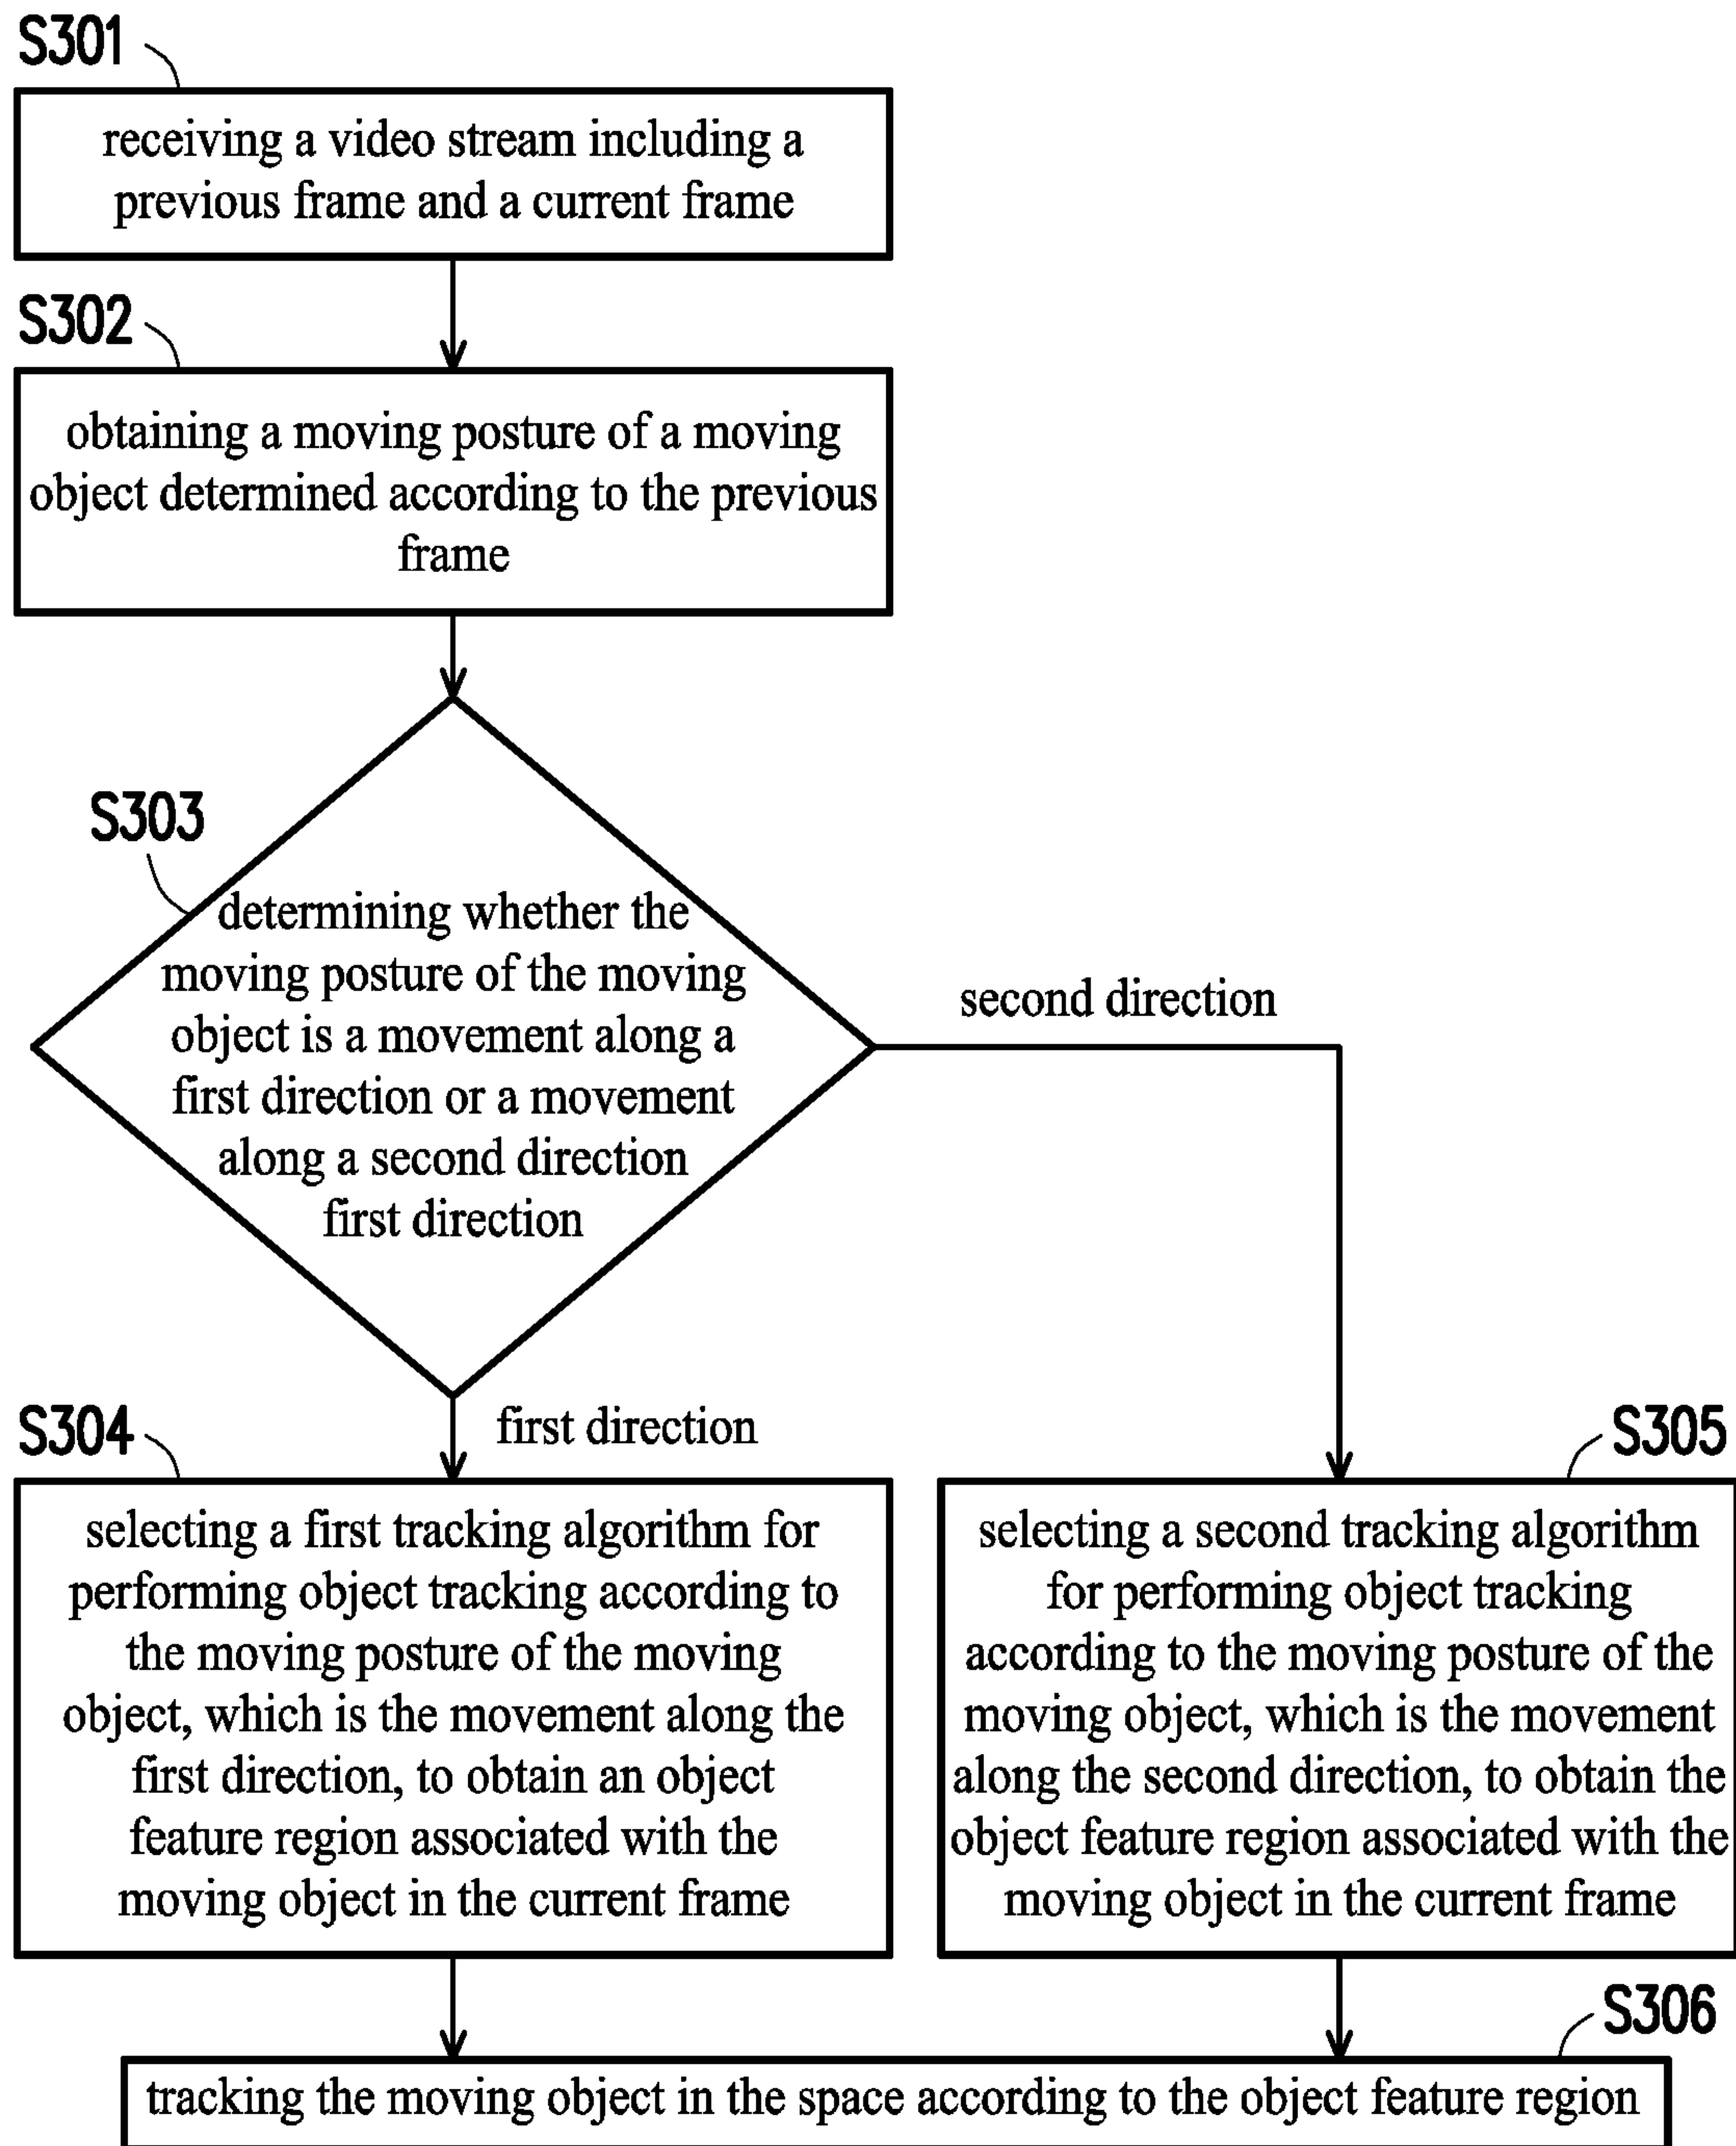 S301
receiving a video stream including a
previous frame and a current frame
S302
obtaining a moving posture of a moving
object determined according to the previous
frame
S303
determining whether the
moving posture of the moving
object is a movement along a
first direction or a movement
along a second direction
first direction
second direction
first direction
S304
selecting a first tracking algorithm for
performing object tracking according to
the moving posture of the moving
object, which is the movement along the
first direction, to obtain an object
feature region associated with the
moving object in the current frame
S305
selecting a second tracking algorithm
for performing object tracking
according to the moving posture of the
moving object, which is the movement
along the second direction, to obtain the
object feature region associated with the
moving object in the current frame
S306
tracking the moving object in the space according to the object feature region